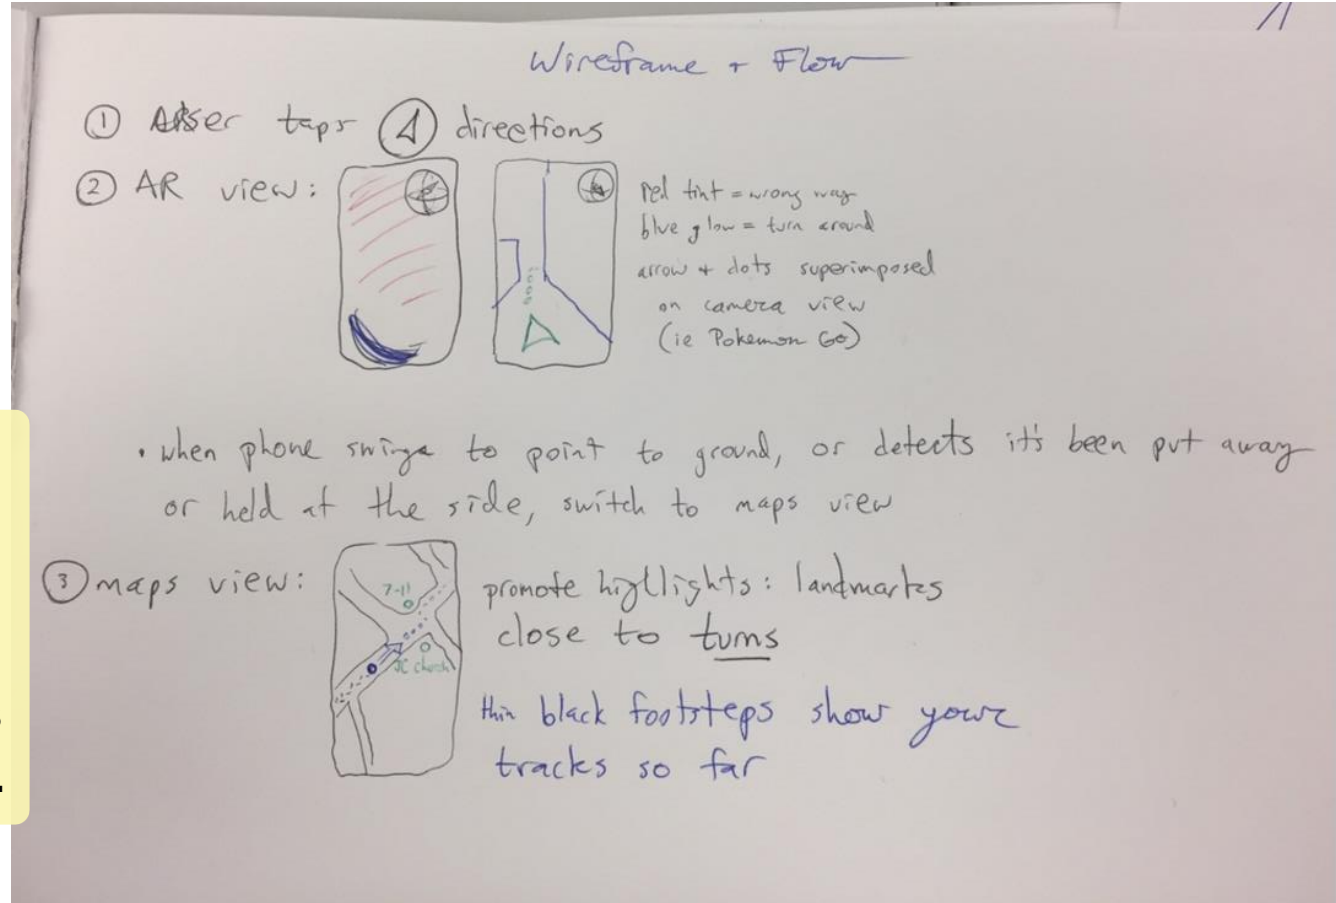 Wireframe + Flow
① User taps directions
② AR view:
red tint = wrong way
blue glow = turn around
arrow + dots superimposed
on camera view
(ie Pokemon Go)
• when phone swings to point to ground, or detects it's been put away
or held at the side, switch to maps view
③ maps view:
7-11
JC church
promote highlights: landmarks
close to turns
thin black footsteps show your
tracks so far